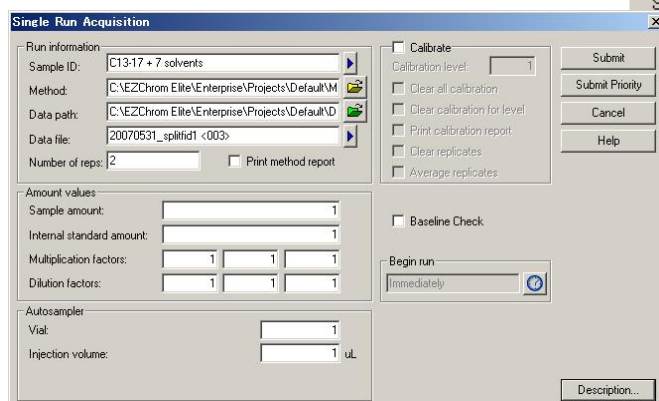 Single Run Acquisition
Run information
Sample ID: C13-17 + 7 solvents
Method: C:\EZChrom Elite\Enterprise\Projects\Default\M
Data path: C:\EZChrom Elite\Enterprise\Projects\Default\D
Data file: 20070531_splitfid1 <003>
Number of reps: 2 Print method report
Amount values
Sample amount: 1
Internal standard amount: 1
Multiplication factors: 1 1 1
Dilution factors: 1 1 1
Autosampler
Vial: 1
Injection volume: 1 uL
Calibrate
Calibration level: 1
Clear all calibration
Clear calibration for level
Print calibration report
Clear replicates
Average replicates
Baseline Check
Begin run
Immediately
Submit
Submit Priority
Cancel
Help
Description...